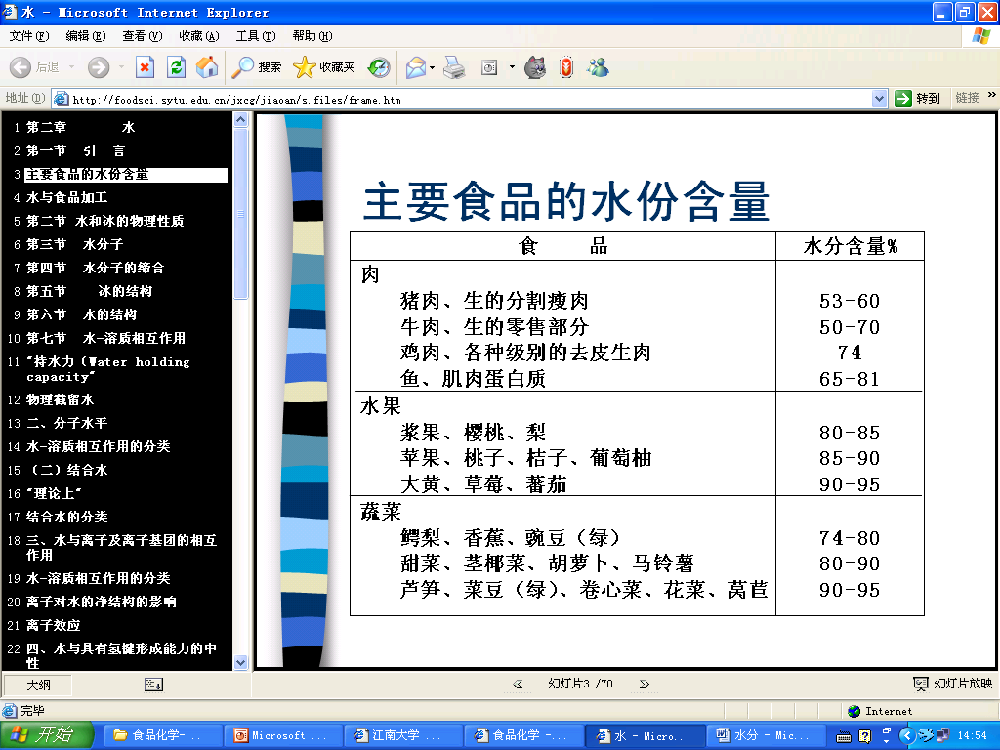 水 - Microsoft Internet Explorer
文件(F) 编辑(E) 查看(V) 收藏(A) 工具(T) 帮助(H)
后退 搜索 收藏夹
地址(D) http://foodsci.sytu.edu.cn/jxcg/jiaoan/s.files/frame.htm 转到 链接 »
1 第二章 水
2 第一节 引 言
3 主要食品的水份含量
4 水与食品加工
5 第二节 水和冰的物理性质
6 第三节 水分子
7 第四节 水分子的缔合
8 第五节 冰的结构
9 第六节 水的结构
10 第七节 水-溶质相互作用
11 "持水力（Water holding
capacity"
12 物理截留水
13 二、分子水平
14 水-溶质相互作用的分类
15 （二）结合水
16 "理论上"
17 结合水的分类
18 三、水与离子及离子基团的相互
作用
19 水-溶质相互作用的分类
20 离子对水的净结构的影响
21 离子效应
22 四、水与具有氢键形成能力的中
性
主要食品的水份含量
食 品 水分含量%
肉
猪肉、生的分割瘦肉 53-60
牛肉、生的零售部分 50-70
鸡肉、各种级别的去皮生肉 74
鱼、肌肉蛋白质 65-81
水果
浆果、樱桃、梨 80-85
苹果、桃子、桔子、葡萄柚 85-90
大黄、草莓、蕃茄 90-95
蔬菜
鳄梨、香蕉、豌豆（绿） 74-80
甜菜、茎椰菜、胡萝卜、马铃薯 80-90
芦笋、菜豆（绿）、卷心菜、花菜、莴苣 90-95
大纲 幻灯片3 /70 幻灯片放映
完毕 Internet
开始 食品化学-... Microsoft ... 江南大学 ... 食品化学 -... 水 - Micro... 水分 - Mic... 14:54